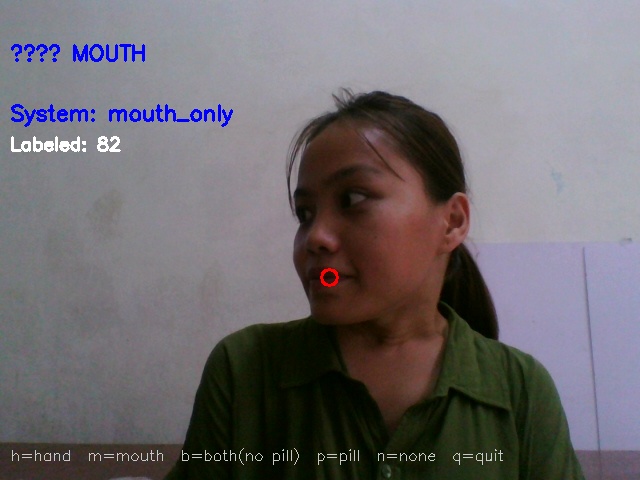 ???? MOUTH
System: mouth_only
Labeled: 82
h=hand m=mouth b=both(no pill) p=pill n=none q=quit